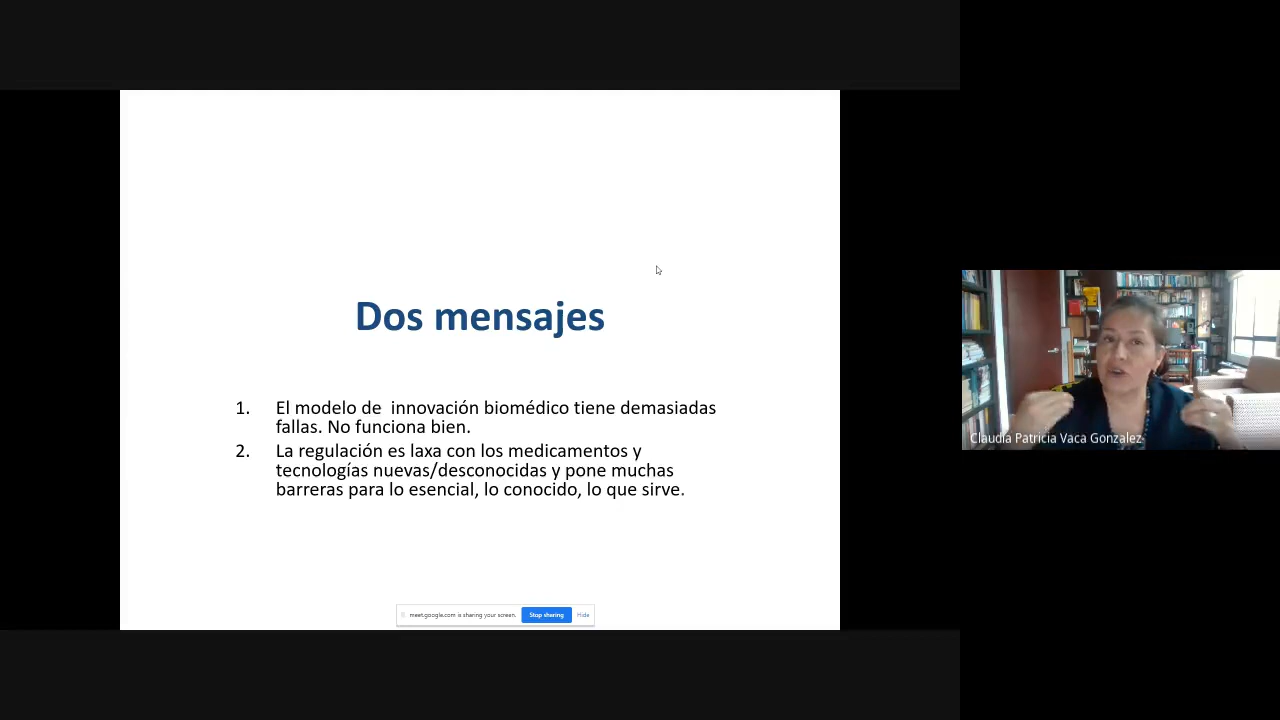 Dos mensajes
1. El modelo de innovación biomédico tiene demasiadas
fallas. No funciona bien.
2. La regulación es laxa con los medicamentos y
tecnologías nuevas/desconocidas y pone muchas
barreras para lo esencial, lo conocido, lo que sirve.
meet.google.com is sharing your screen. Stop sharing Hide
Claudia Patricia Vaca Gonzalez